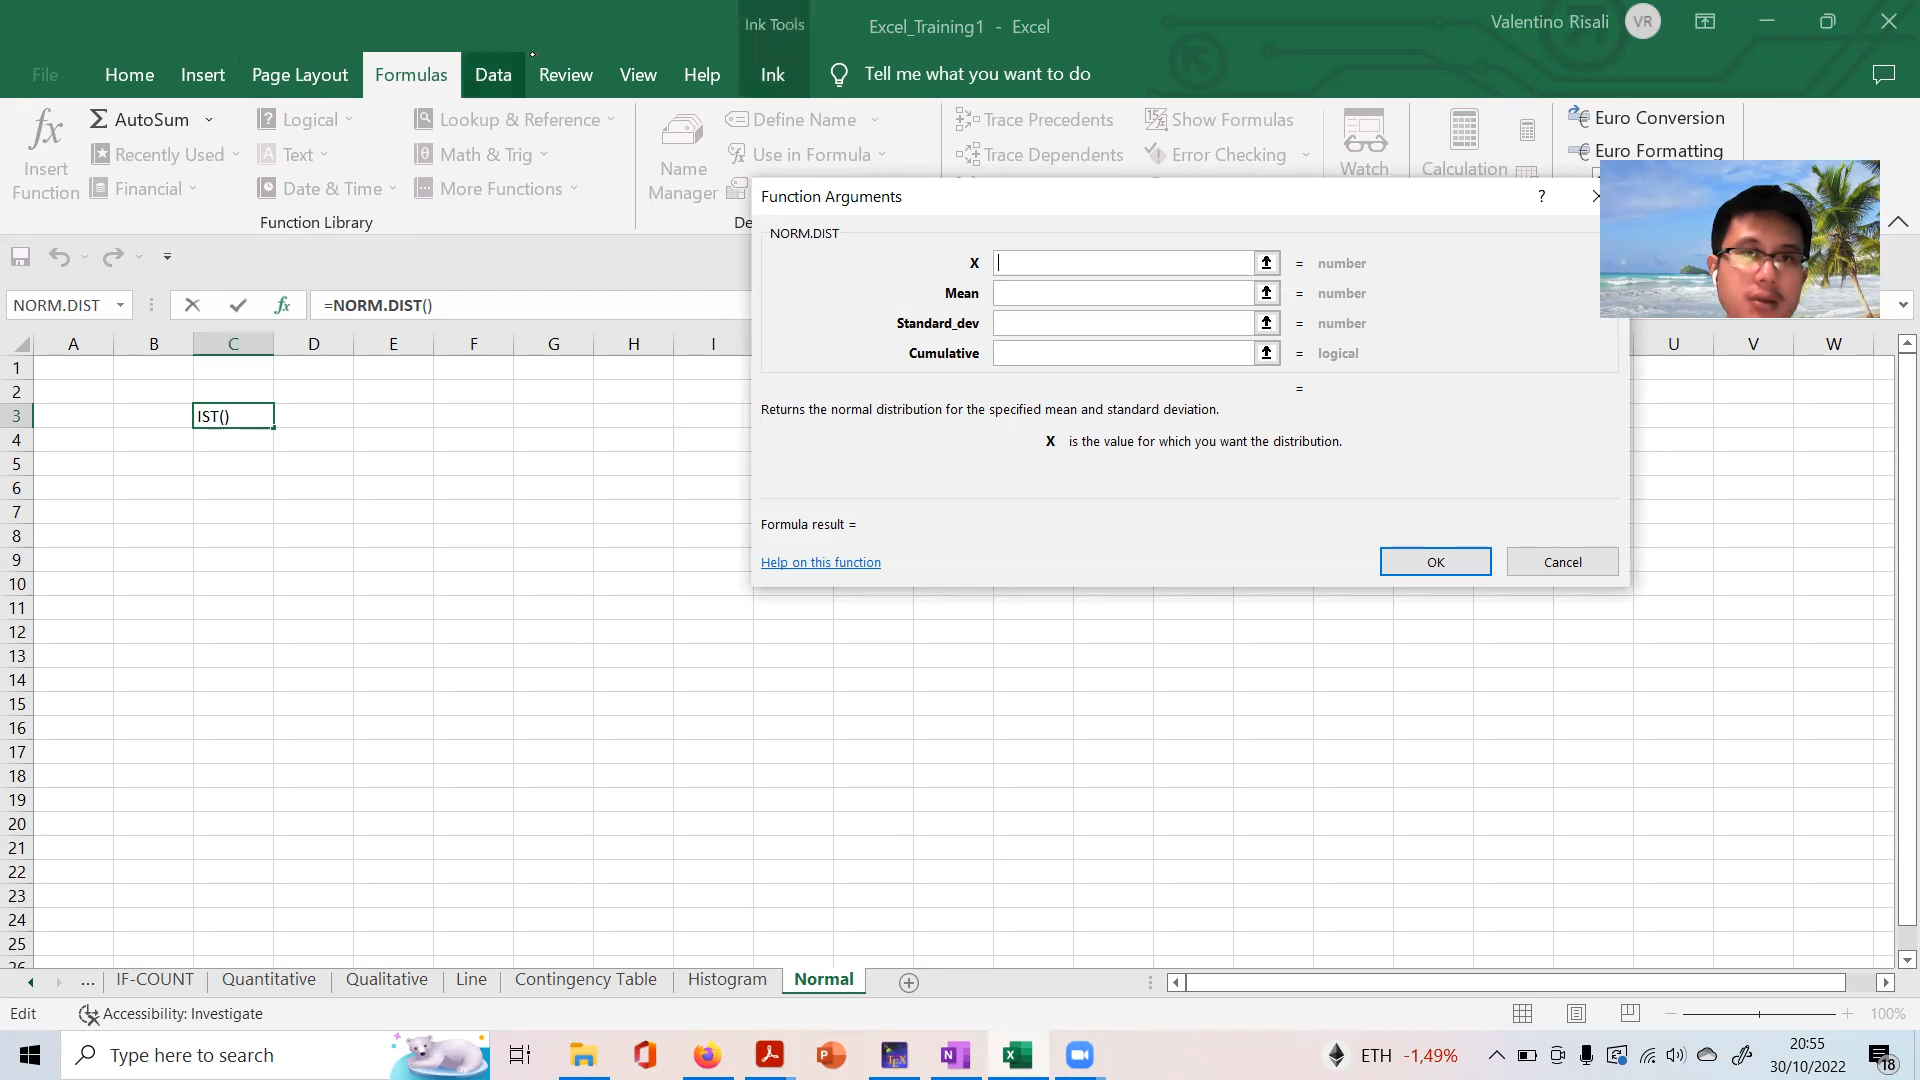 Ink Tools
Excel_Training1 - Excel
Valentino Risali
VR
File
Home
Insert
Page Layout
Formulas
Data
Review
View
Help
Ink
Tell me what you want to do
fx
Insert
Function
AutoSum
Recently Used
Financial
Logical
Text
Date & Time
Lookup & Reference
Math & Trig
More Functions
Function Library
Name
Manager
Define Name
Use in Formula
De
Trace Precedents
Trace Dependents
Show Formulas
Error Checking
Watch
Calculation
Euro Conversion
Euro Formatting
Function Arguments
?
NORM.DIST
X
= number
Mean
= number
Standard_dev
= number
Cumulative
= logical
=
Returns the normal distribution for the specified mean and standard deviation.
X is the value for which you want the distribution.
Formula result =
Help on this function
OK
Cancel
NORM.DIST
fx
=NORM.DIST()
A B C D E F G H I U V W
1
2
3 IST()
4
5
6
7
8
9
10
11
12
13
14
15
16
17
18
19
20
21
22
23
24
25
26
... IF-COUNT Quantitative Qualitative Line Contingency Table Histogram Normal
Edit
Accessibility: Investigate
100%
Type here to search
ETH -1,49%
20:55
30/10/2022
18